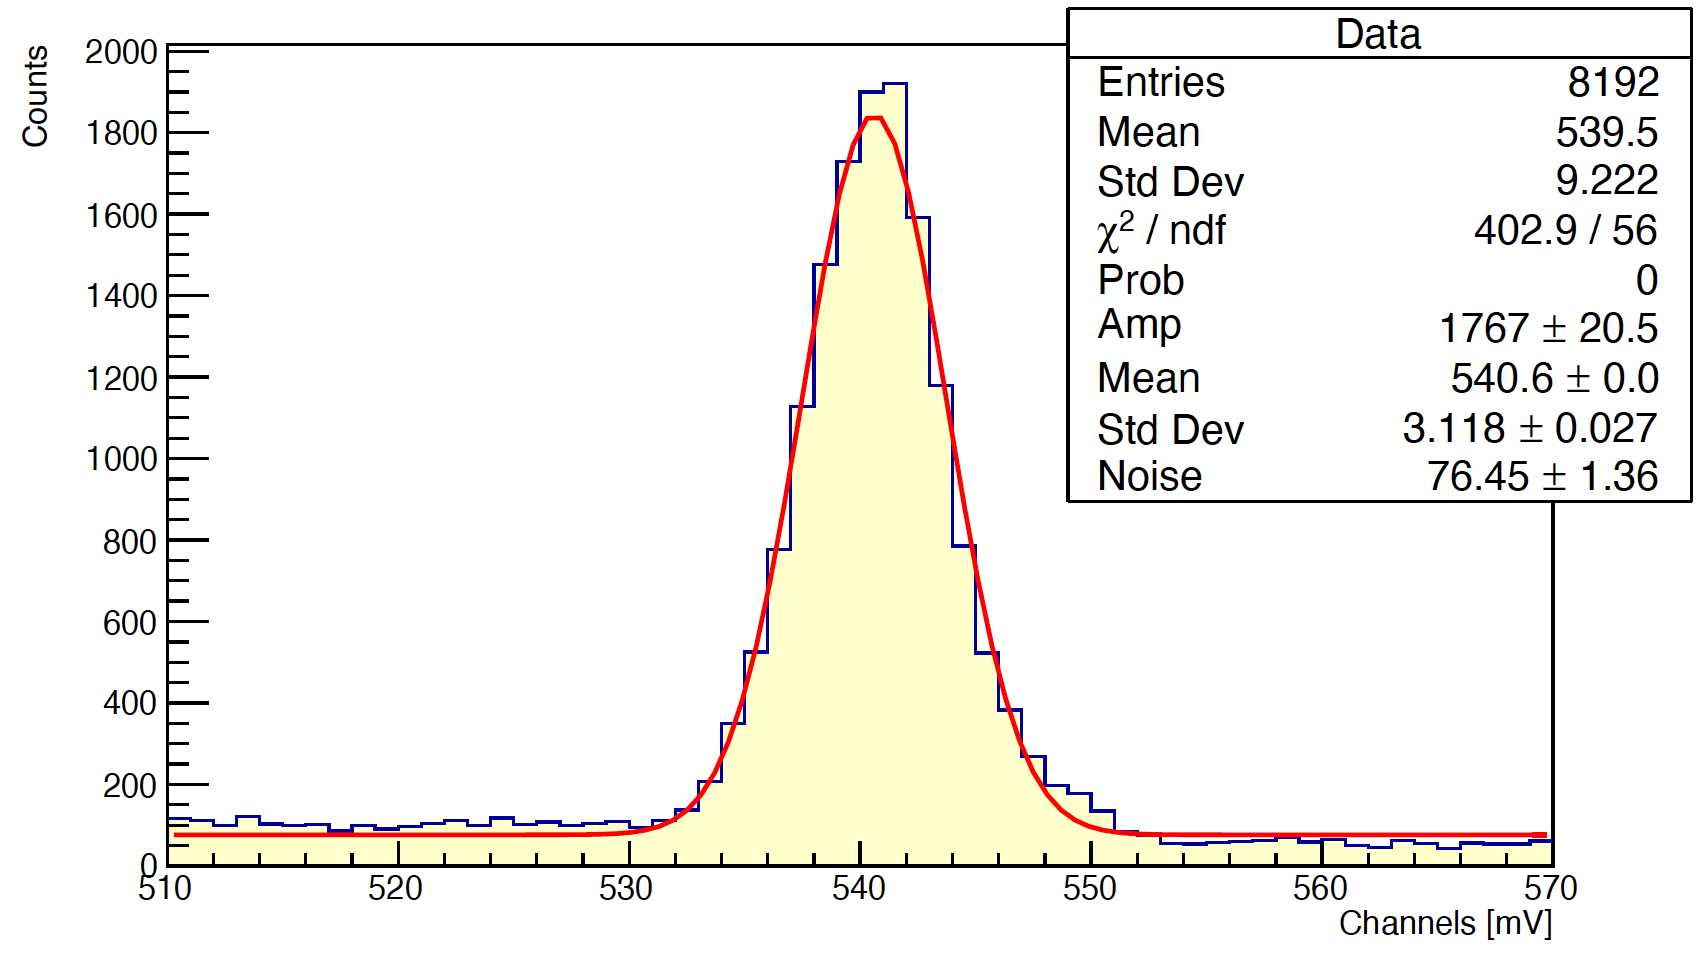 Counts
2000
1800
1600
1400
1200
1000
800
600
400
200
0
510 520 530 540 550 560 570
Channels [mV]
Data
Entries 8192
Mean 539.5
Std Dev 9.222
χ² / ndf 402.9 / 56
Prob 0
Amp 1767 ± 20.5
Mean 540.6 ± 0.0
Std Dev 3.118 ± 0.027
Noise 76.45 ± 1.36